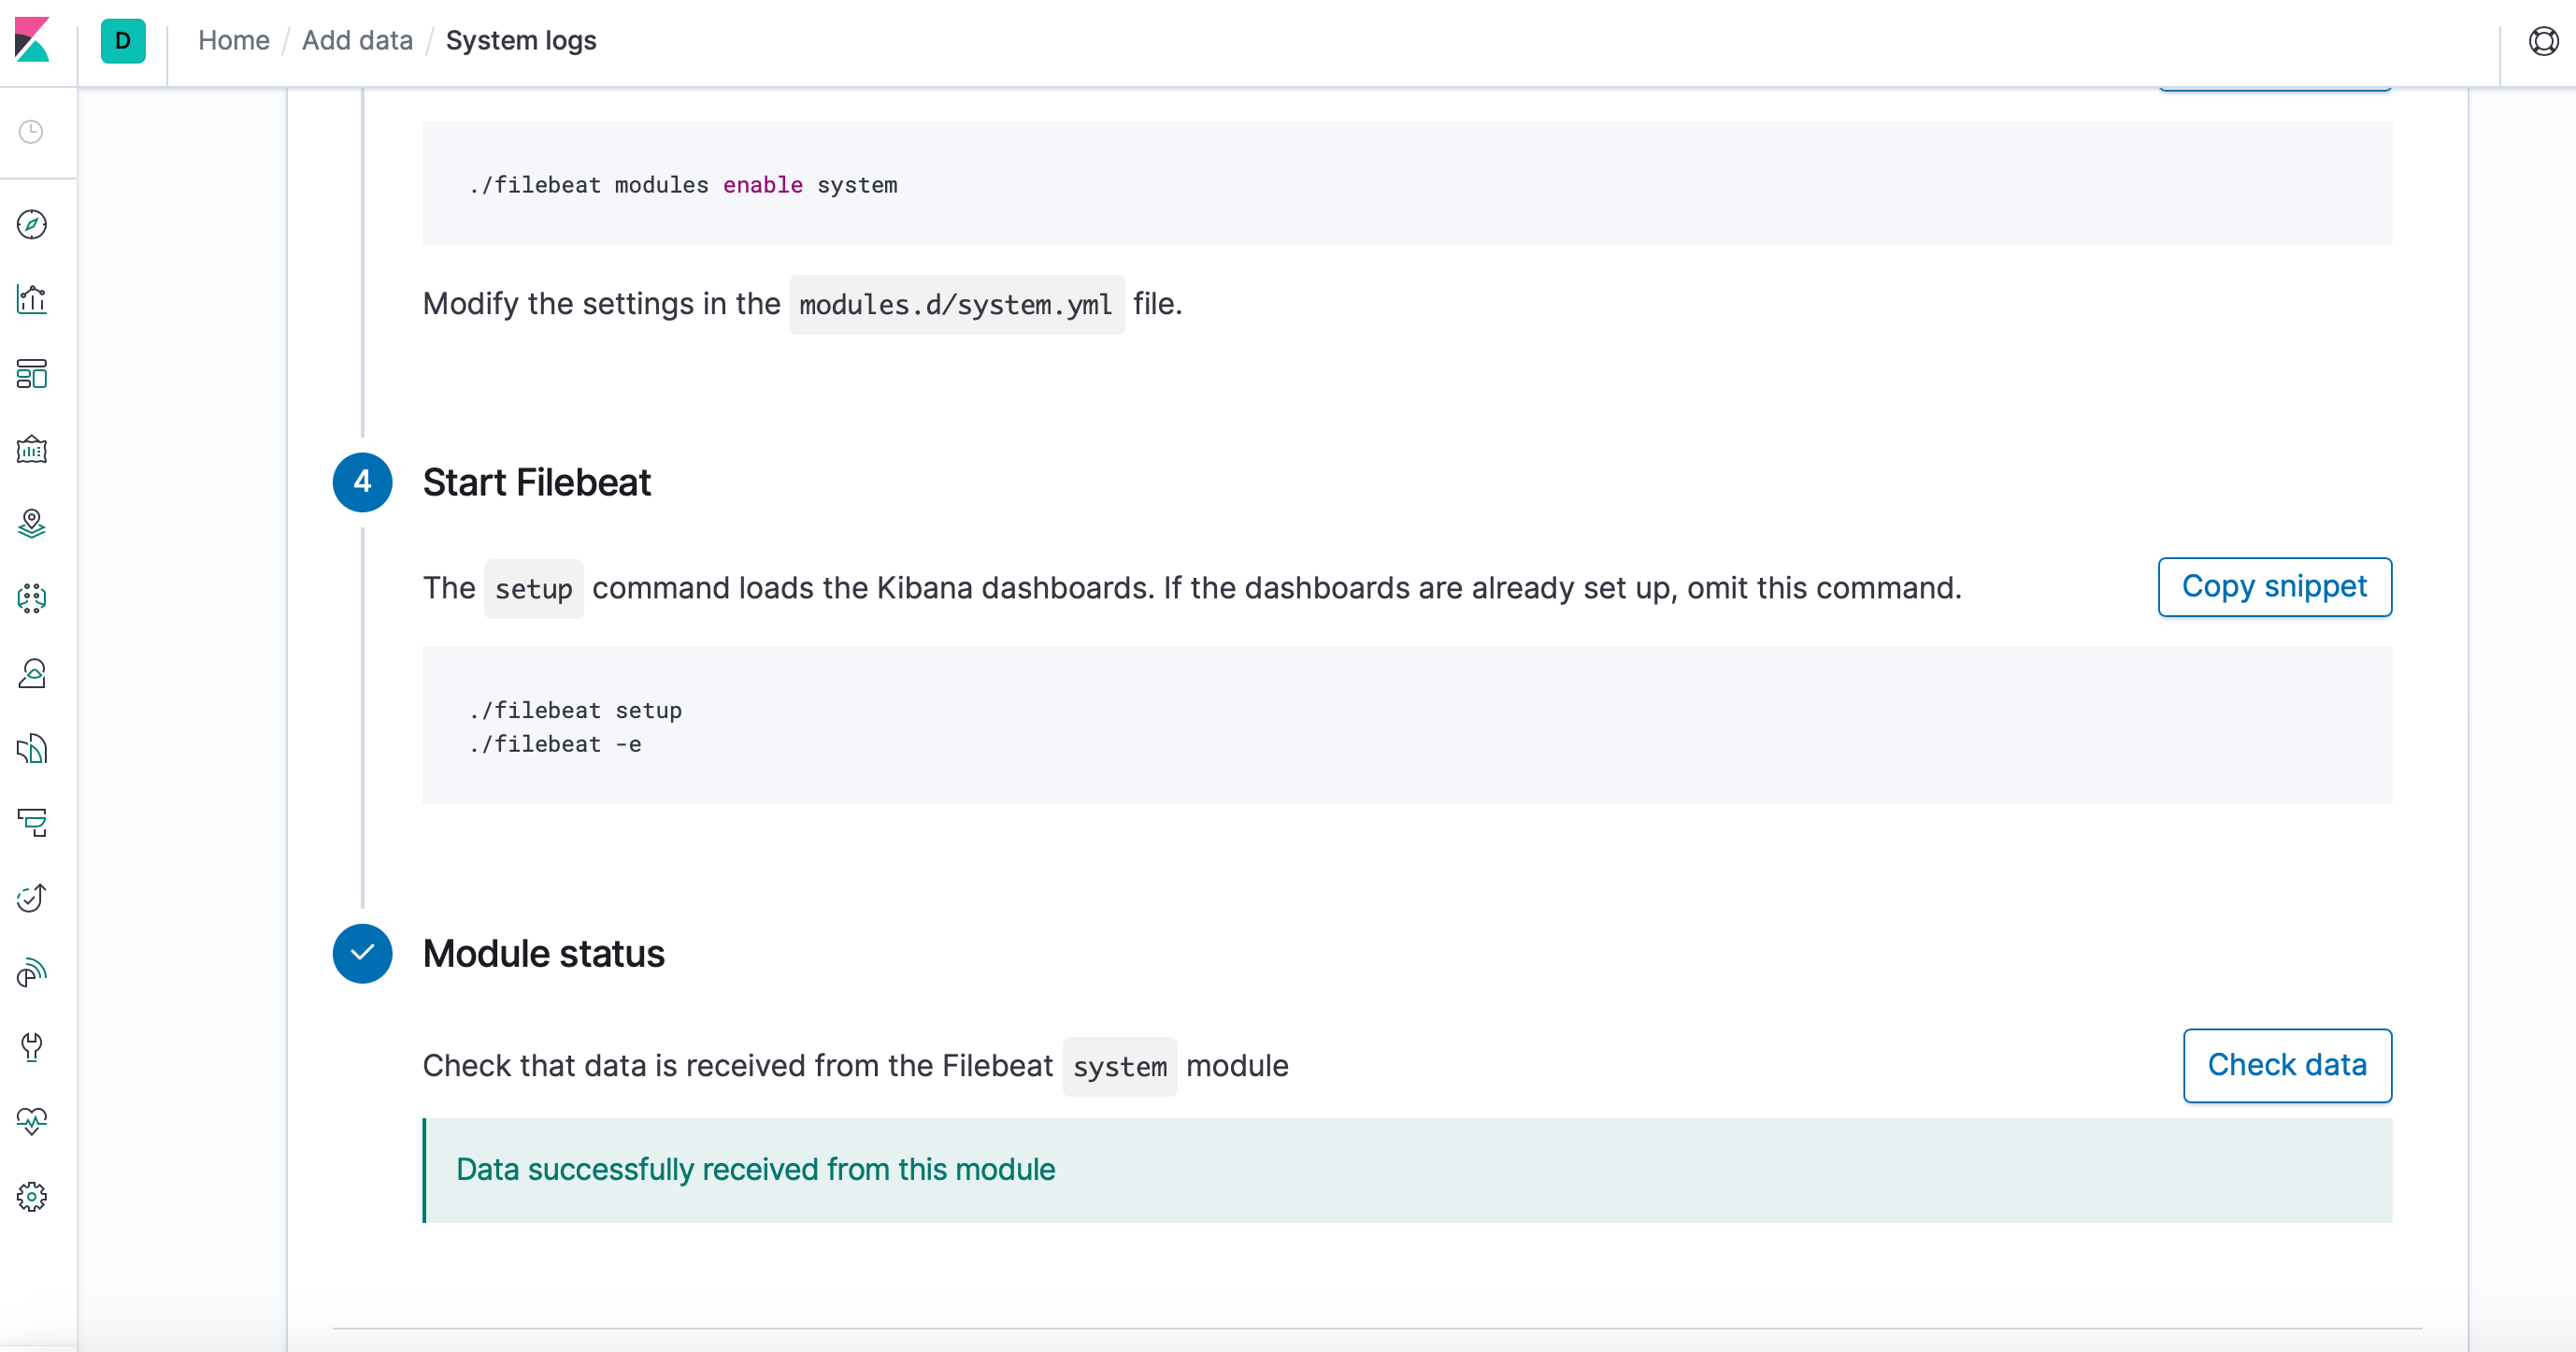 D
Home / Add data / System logs
./filebeat modules enable system
Modify the settings in the modules.d/system.yml file.
4 Start Filebeat
The setup command loads the Kibana dashboards. If the dashboards are already set up, omit this command.
Copy snippet
./filebeat setup
./filebeat -e
Module status
Check that data is received from the Filebeat system module
Check data
Data successfully received from this module